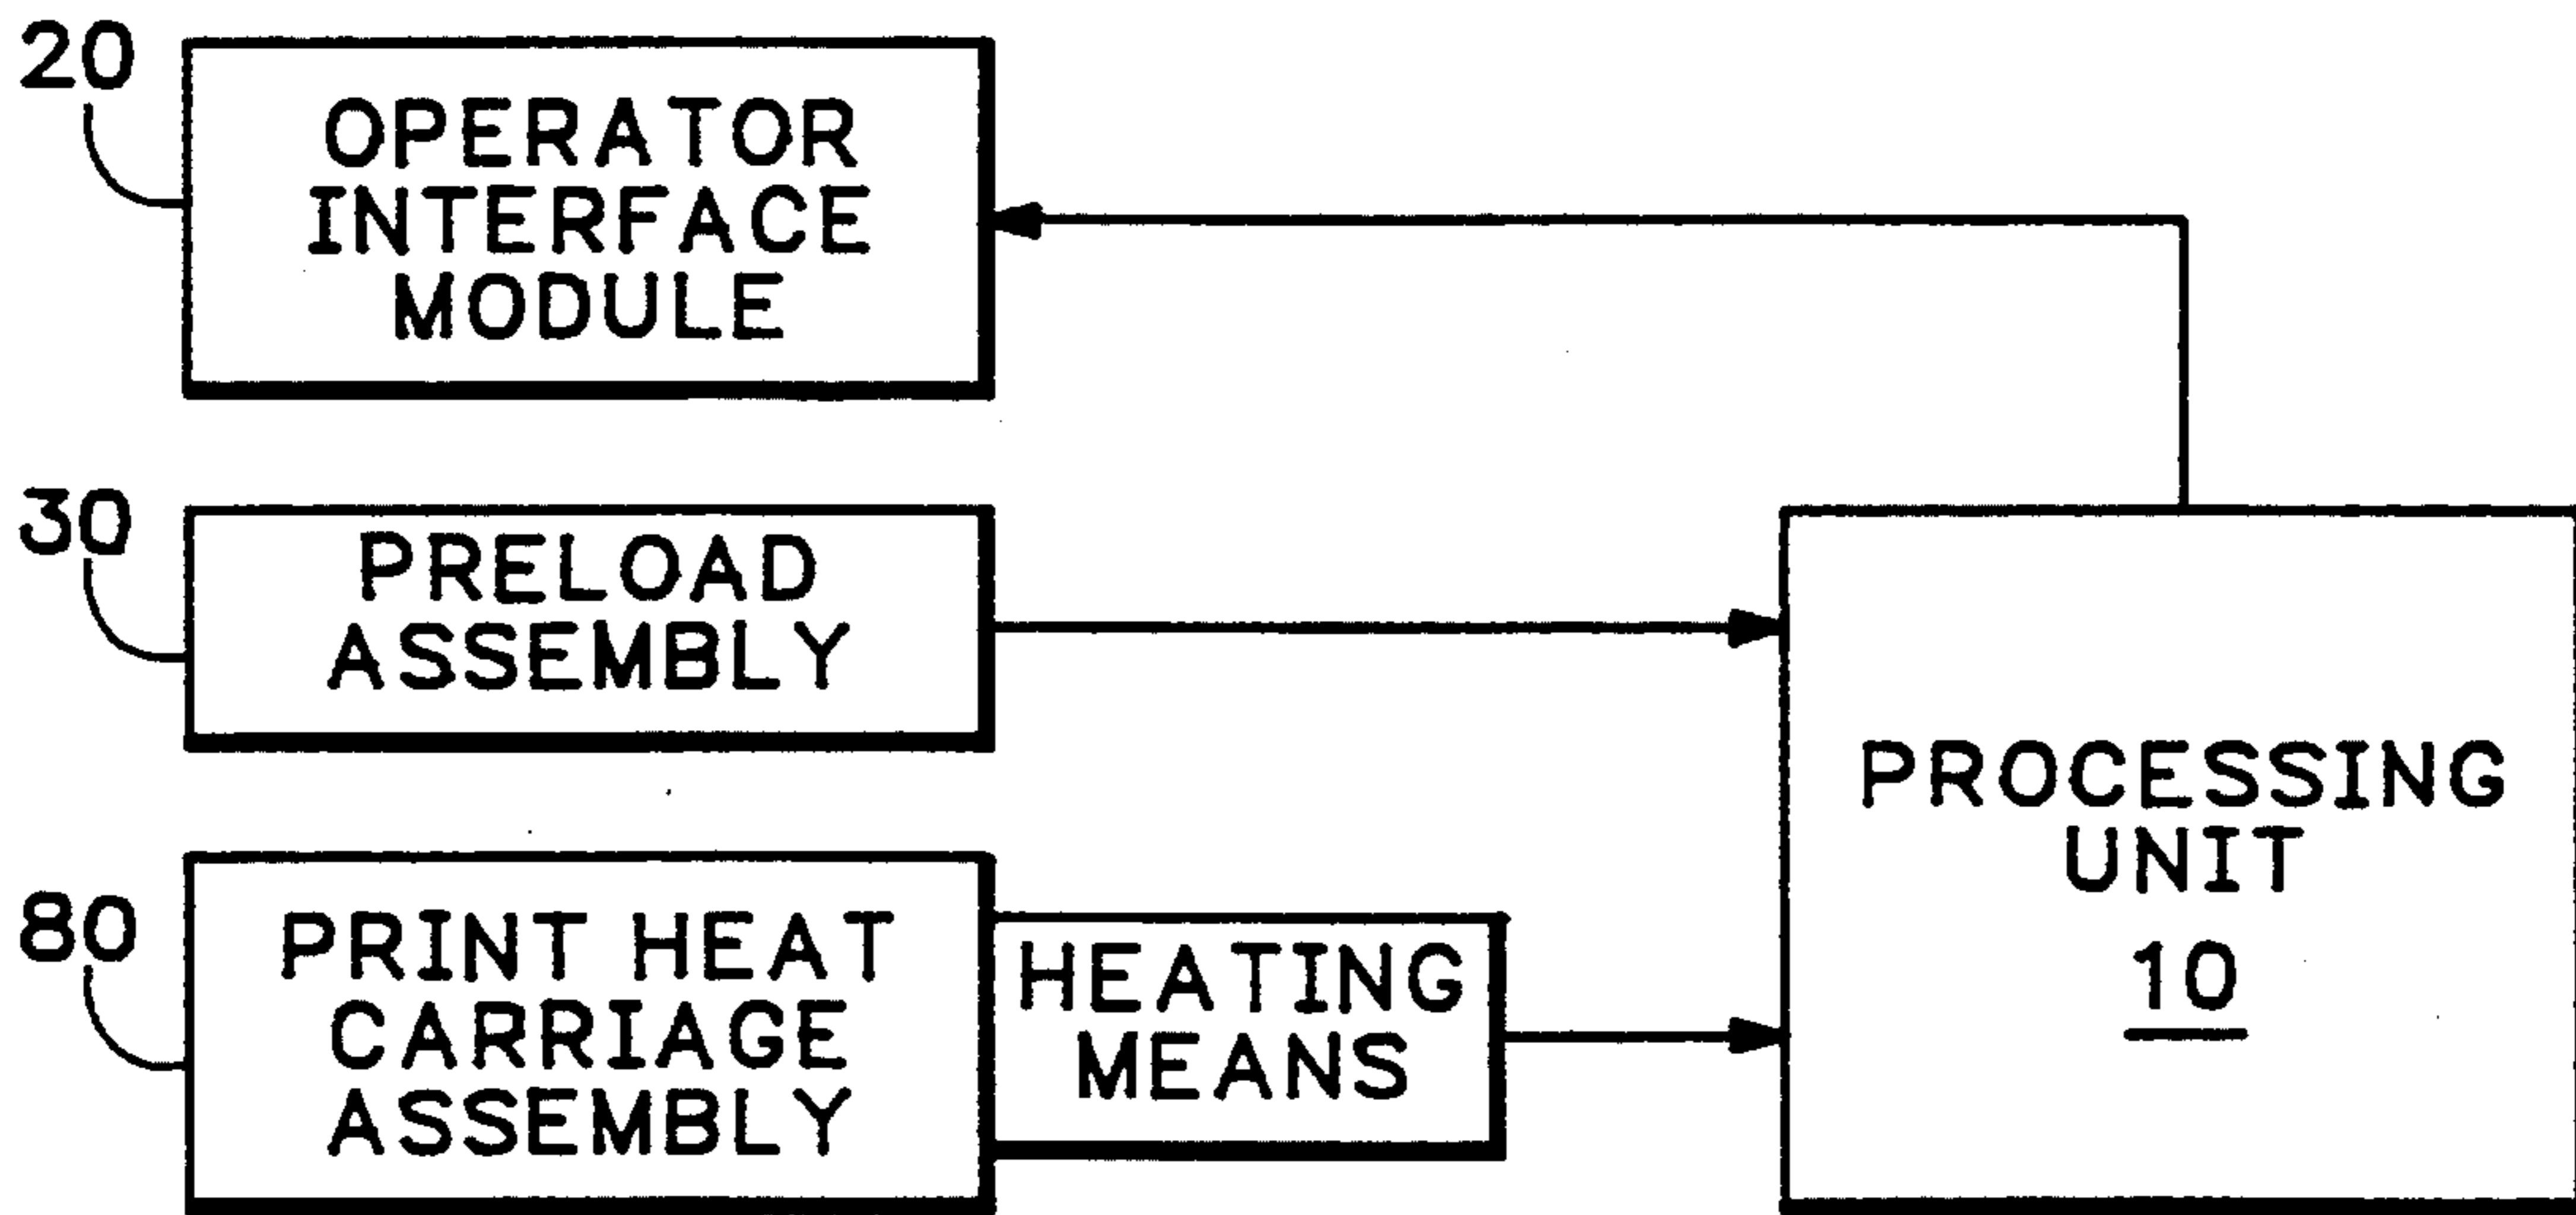 20
OPERATOR
INTERFACE
MODULE
30
PRELOAD
ASSEMBLY
80
PRINT HEAT
CARRIAGE
ASSEMBLY
HEATING
MEANS
PROCESSING
UNIT
10